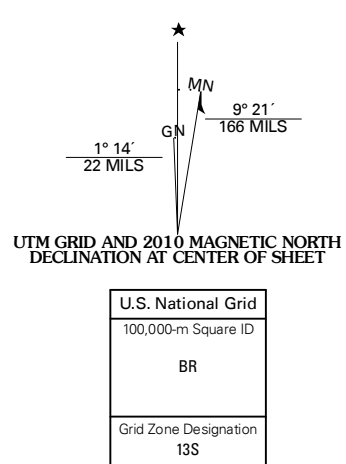 ★
MN
GN
9° 21´
166 MILS
1° 14´
22 MILS
UTM GRID AND 2010 MAGNETIC NORTH
DECLINATION AT CENTER OF SHEET
U.S. National Grid
100,000-m Square ID
BR
Grid Zone Designation
13S